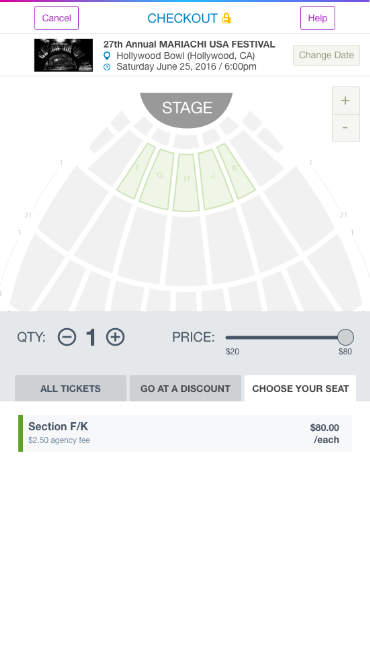 Cancel
CHECKOUT
Help
27th Annual MARIACHI USA FESTIVAL
Hollywood Bowl (Hollywood, CA)
Saturday June 25, 2016 / 6:00pm
Change Date
STAGE
+
-
F
G
H
J
K
1
1
21
21
1
1
QTY:
1
PRICE:
$20
$80
ALL TICKETS
GO AT A DISCOUNT
CHOOSE YOUR SEAT
Section F/K
$80.00
$2.50 agency fee
/each